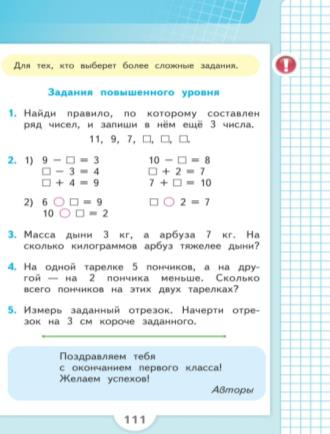 Для тех, кто выберет более сложные задания.
Задания повышенного уровня
1. Найди правило, по которому составлен
ряд чисел, и запиши в нём ещё 3 числа.
11, 9, 7, □, □, □.
2. 1) 9 − □ = 3 10 − □ = 8
□ − 3 = 4 □ + 2 = 7
□ + 4 = 9 7 + □ = 10
2) 6 ○ □ = 9 □ ○ 2 = 7
10 ○ □ = 2
3. Масса дыни 3 кг, а арбуза 7 кг. На
сколько килограммов арбуз тяжелее дыни?
4. На одной тарелке 5 пончиков, а на дру-
гой — на 2 пончика меньше. Сколько
всего пончиков на этих двух тарелках?
5. Измерь заданный отрезок. Начерти отре-
зок на 3 см короче заданного.
Поздравляем тебя
с окончанием первого класса!
Желаем успехов!
Авторы
111